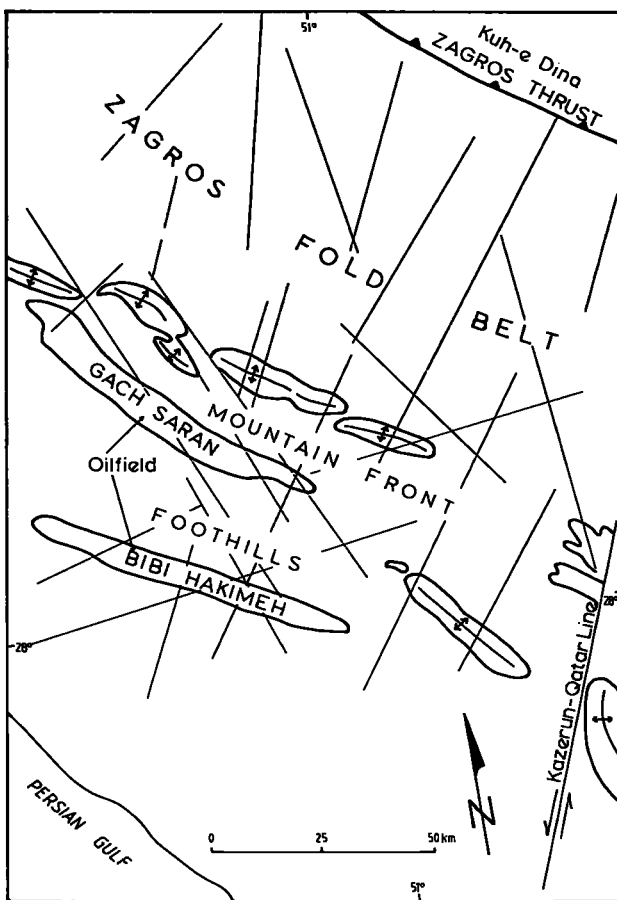 51°
Kuh-e Dina
ZAGROS THRUST
ZAGROS
FOLD
BELT
GACH SARAN
MOUNTAIN
FRONT
Oilfield
FOOTHILLS
BIBI HAKIMEH
28°
28°
Kazerun-Qatar Line
PERSIAN GULF
N
0 25 50 km
51°